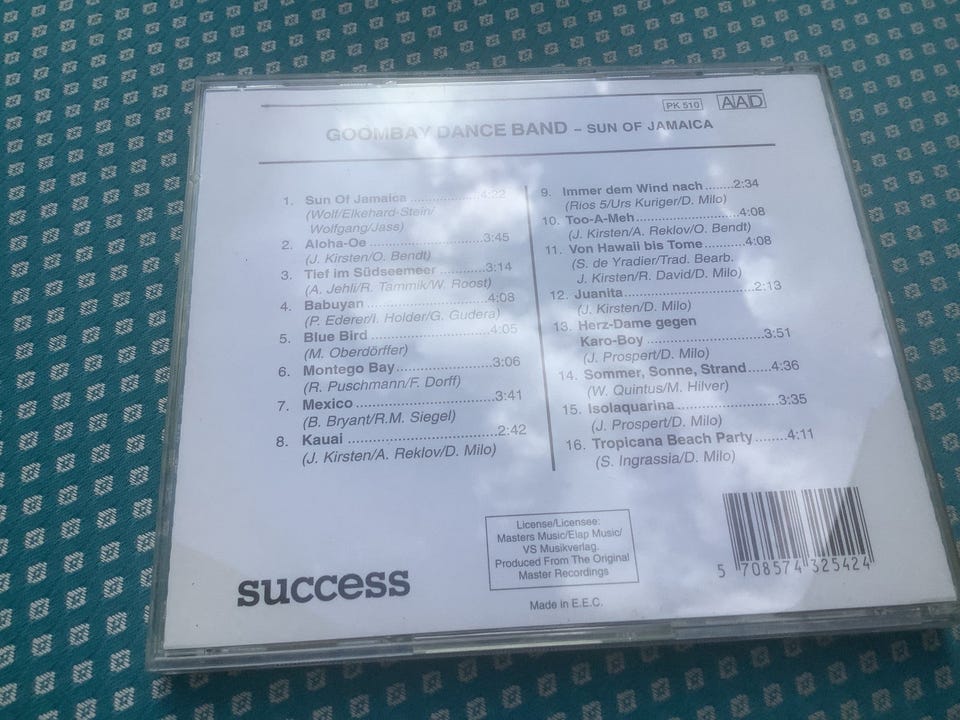 PK 510 AAD
GOOMBAY DANCE BAND – SUN OF JAMAICA
1. Sun Of Jamaica ................4:22
(Wolf/Elkehard-Stein/
Wolfgang/Jass)
2. Aloha-Oe ........................3:45
(J. Kirsten/O. Bendt)
3. Tief im Südseemeer ............3:14
(A. Jehli/R. Tammik/W. Roost)
4. Babuyan ..........................4:08
(P. Ederer/I. Holder/G. Gudera)
5. Blue Bird ..........................4:05
(M. Oberdörffer)
6. Montego Bay....................3:06
(R. Puschmann/F. Dorff)
7. Mexico ............................3:41
(B. Bryant/R.M. Siegel)
8. Kauai ..............................2:42
(J. Kirsten/A. Reklov/D. Milo)
9. Immer dem Wind nach.......2:34
(Rios 5/Urs Kuriger/D. Milo)
10. Too-A-Meh........................4:08
(J. Kirsten/A. Reklov/O. Bendt)
11. Von Hawaii bis Tome..........4:08
(S. de Yradier/Trad. Bearb.
J. Kirsten/R. David/D. Milo)
12. Juanita..............................2:13
(J. Kirsten/D. Milo)
13. Herz-Dame gegen
Karo-Boy ..........................3:51
(J. Prospert/D. Milo)
14. Sommer, Sonne, Strand.....4:36
(W. Quintus/M. Hilver)
15. Isolaquarina......................3:35
(J. Prospert/D. Milo)
16. Tropicana Beach Party.......4:11
(S. Ingrassia/D. Milo)
success
License/Licensee:
Masters Music/Elap Music/
VS Musikverlag.
Produced From The Original
Master Recordings
Made in E.E.C.
5 708574 325424